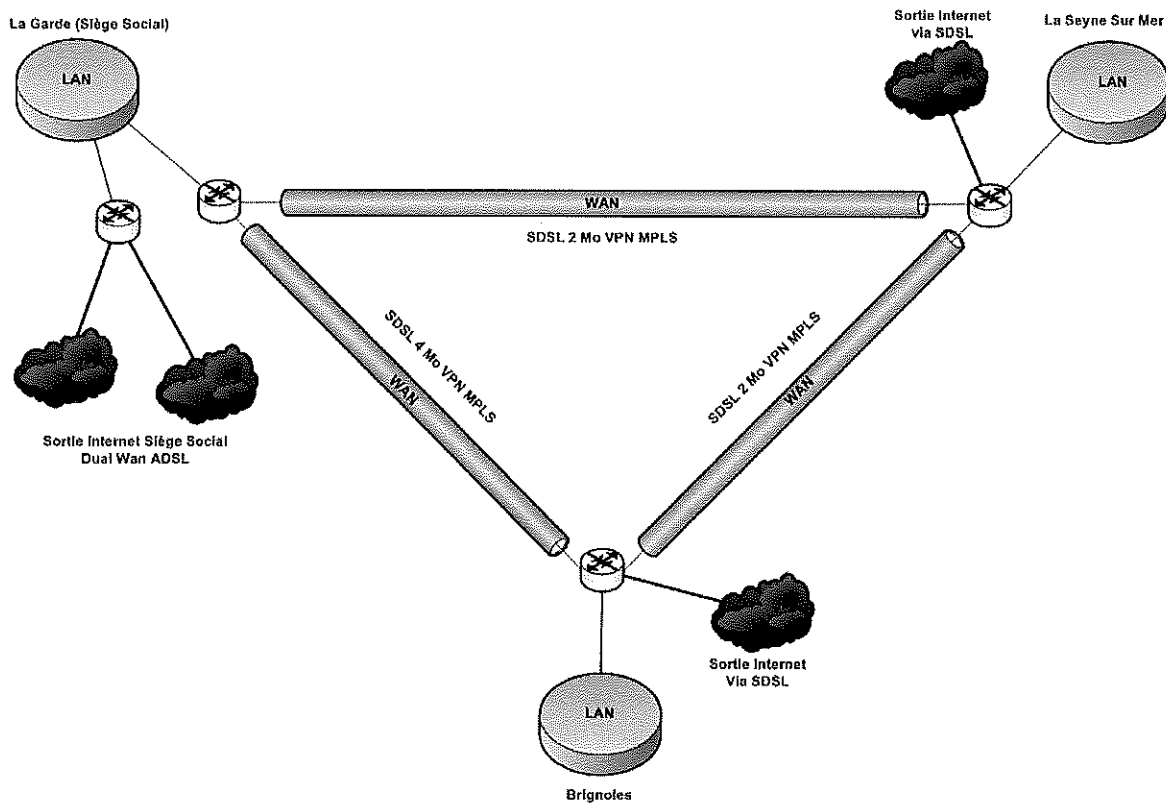 La Garde (Siège Social)
LAN
Sortie Internet
via SDSL
La Seyne Sur Mer
LAN
WAN
SDSL 2 Mo VPN MPLS
SDSL 4 Mo VPN MPLS
WAN
SDSL 2 Mo VPN MPLS
WAN
Sortie Internet Siège Social
Dual Wan ADSL
Sortie Internet
Via SDSL
LAN
Brignoles